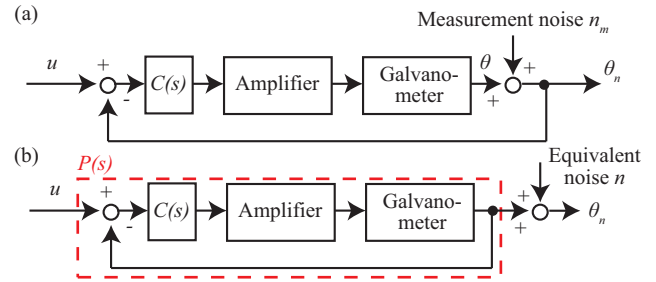 (a)
Measurement noise n_m
u
+
-
C(s)
Amplifier
Galvano-
meter
θ
+
+
θ_n
(b)
P(s)
Equivalent
noise n
u
+
-
C(s)
Amplifier
Galvano-
meter
+
+
θ_n